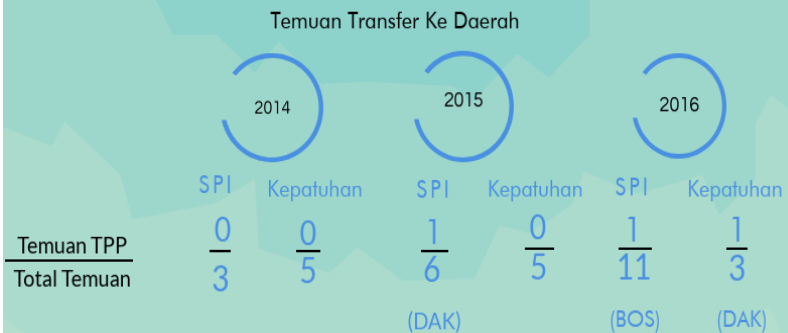 Temuan Transfer Ke Daerah
2014 2015 2016
SPI Kepatuhan SPI Kepatuhan SPI Kepatuhan
Temuan TPP 0 0 1 0 1 1
Total Temuan 3 5 6 5 11 3
(DAK) (BOS) (DAK)